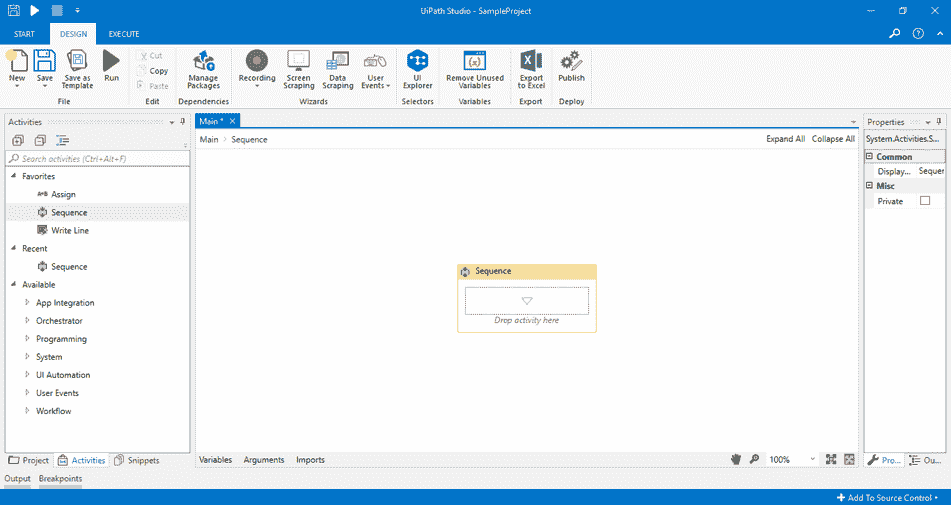 UiPath Studio - SampleProject
START DESIGN EXECUTE
New Save Save as Template Run Cut Copy Paste Manage Packages Recording Screen Scraping Data Scraping User Events UI Explorer Remove Unused Variables Export to Excel Publish
File Edit Dependencies Wizards Selectors Variables Export Deploy
Activities
Search activities (Ctrl+Alt+F)
Favorites
A+B Assign
Sequence
Write Line
Recent
Sequence
Available
App Integration
Orchestrator
Programming
System
UI Automation
User Events
Workflow
Project Activities Snippets
Main *
Main > Sequence Expand All Collapse All
Sequence
Drop activity here
Variables Arguments Imports 100%
Properties
System.Activities.S...
Common
Display... Sequer
Misc
Private
Pro... Ou...
Output Breakpoints
Add To Source Control